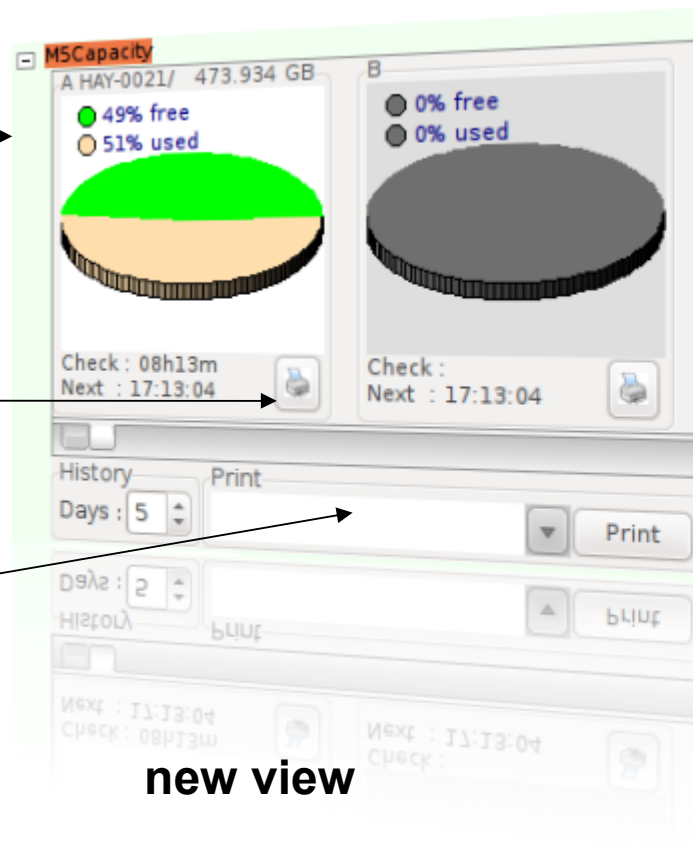 MSCapacity
A HAY-0021/ 473.934 GB
49% free
51% used
Check : 08h13m
Next : 17:13:04
B
0% free
0% used
Check :
Next : 17:13:04
History
Days : 5
Print
Print
new view